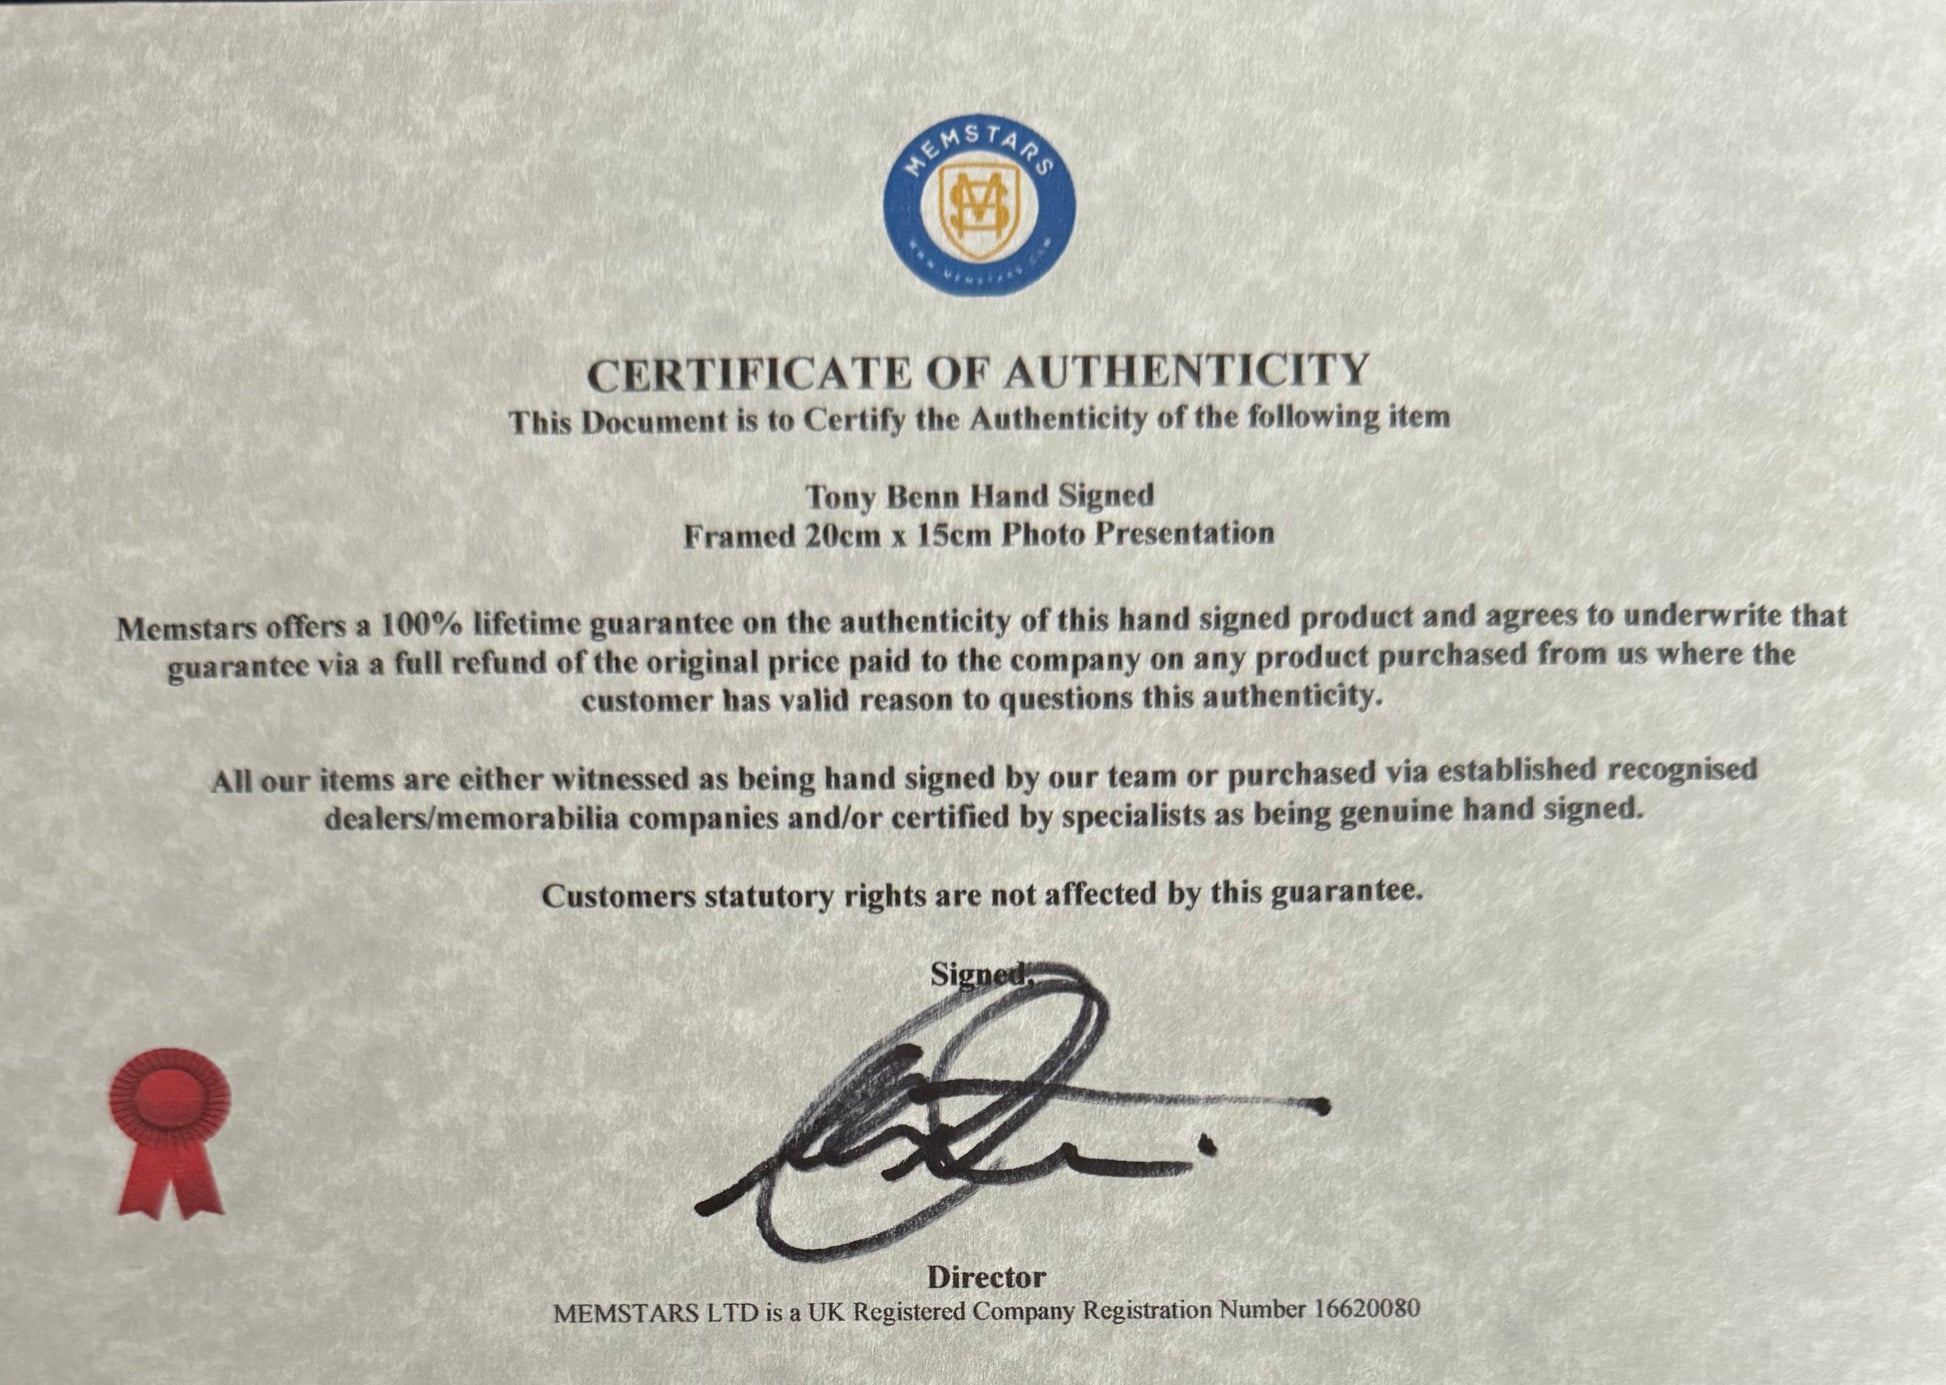 MEMSTARS
WWW.MEMSTARS.COM
CERTIFICATE OF AUTHENTICITY
This Document is to Certify the Authenticity of the following item
Tony Benn Hand Signed
Framed 20cm x 15cm Photo Presentation
Memstars offers a 100% lifetime guarantee on the authenticity of this hand signed product and agrees to underwrite that
guarantee via a full refund of the original price paid to the company on any product purchased from us where the
customer has valid reason to questions this authenticity.
All our items are either witnessed as being hand signed by our team or purchased via established recognised
dealers/memorabilia companies and/or certified by specialists as being genuine hand signed.
Customers statutory rights are not affected by this guarantee.
Signed,
Director
MEMSTARS LTD is a UK Registered Company Registration Number 16620080